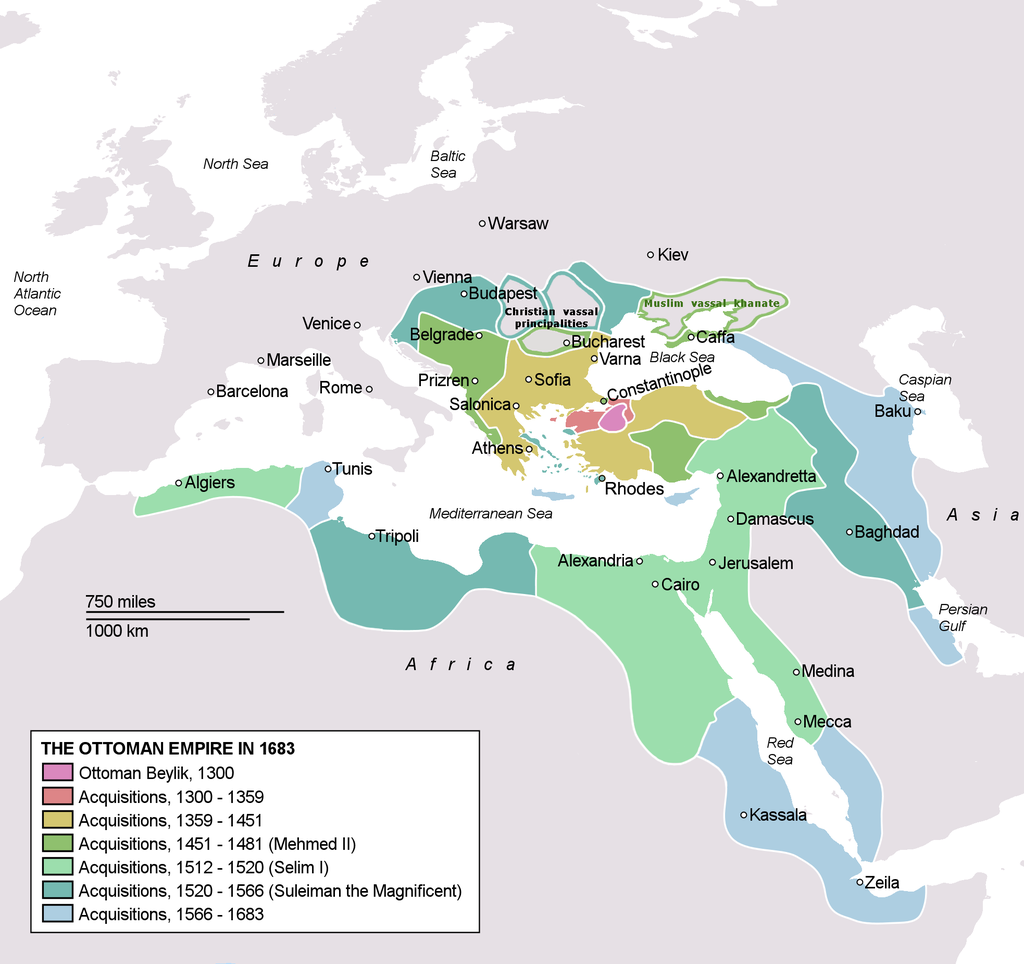 North Sea
Baltic
Sea
Warsaw
Kiev
E u r o p e
North
Atlantic
Ocean
Vienna
Budapest
Muslim vassal khanate
Christian vassal
principalities
Venice
Belgrade
Bucharest
Caffa
Marseille
Varna
Black Sea
Prizren
Sofia
Constantinople
Caspian
Sea
Barcelona
Rome
Salonica
Baku
Athens
Tunis
Algiers
Rhodes
Alexandretta
Mediterranean Sea
Damascus
A s i a
Tripoli
Baghdad
Alexandria
Jerusalem
Cairo
750 miles
1000 km
Persian
Gulf
A f r i c a
Medina
Mecca
Red
Sea
Kassala
Zeila
THE OTTOMAN EMPIRE IN 1683
Ottoman Beylik, 1300
Acquisitions, 1300 - 1359
Acquisitions, 1359 - 1451
Acquisitions, 1451 - 1481 (Mehmed II)
Acquisitions, 1512 - 1520 (Selim I)
Acquisitions, 1520 - 1566 (Suleiman the Magnificent)
Acquisitions, 1566 - 1683